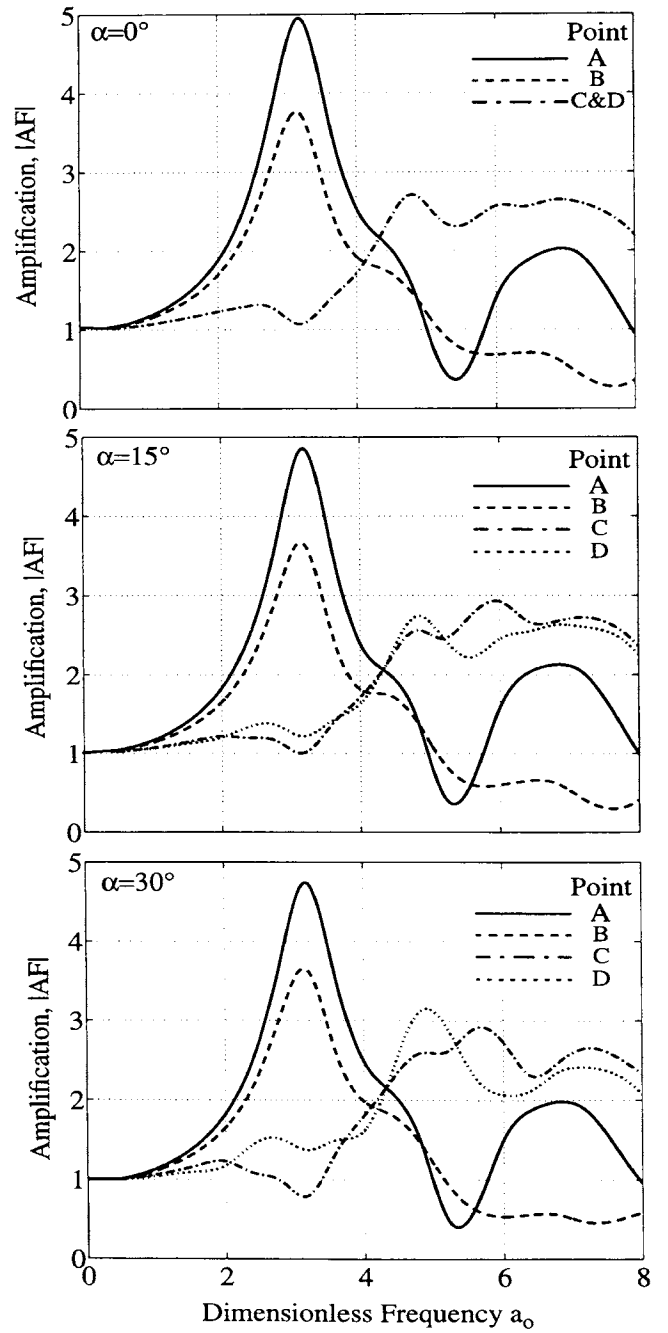 α=0°
Point
A
B
C&D
5
4
3
2
1
0
Amplification, |AF|
α=15°
Point
A
B
C
D
5
4
3
2
1
0
Amplification, |AF|
α=30°
Point
A
B
C
D
5
4
3
2
1
0
Amplification, |AF|
0 2 4 6 8
Dimensionless Frequency a₀